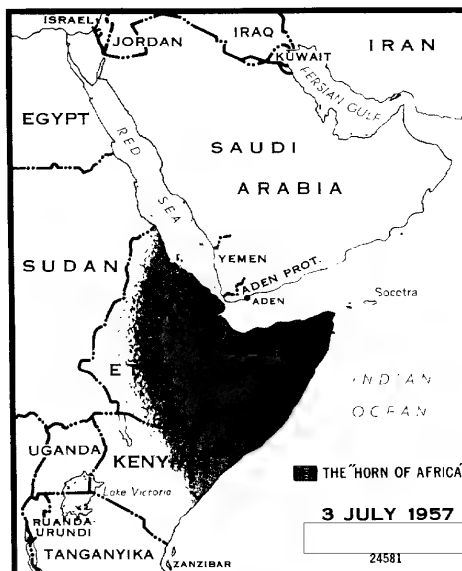 ISRAEL
JORDAN
IRAQ
IRAN
KUWAIT
PERSIAN GULF
EGYPT
RED SEA
SAUDI
ARABIA
SUDAN
YEMEN
ADEN PROT.
ADEN
Socotra
INDIAN
OCEAN
UGANDA
KENY
Lake Victoria
THE "HORN OF AFRICA"
RUANDA-
URUNDI
3 JULY 1957
TANGANYIKA
ZANZIBAR
24581